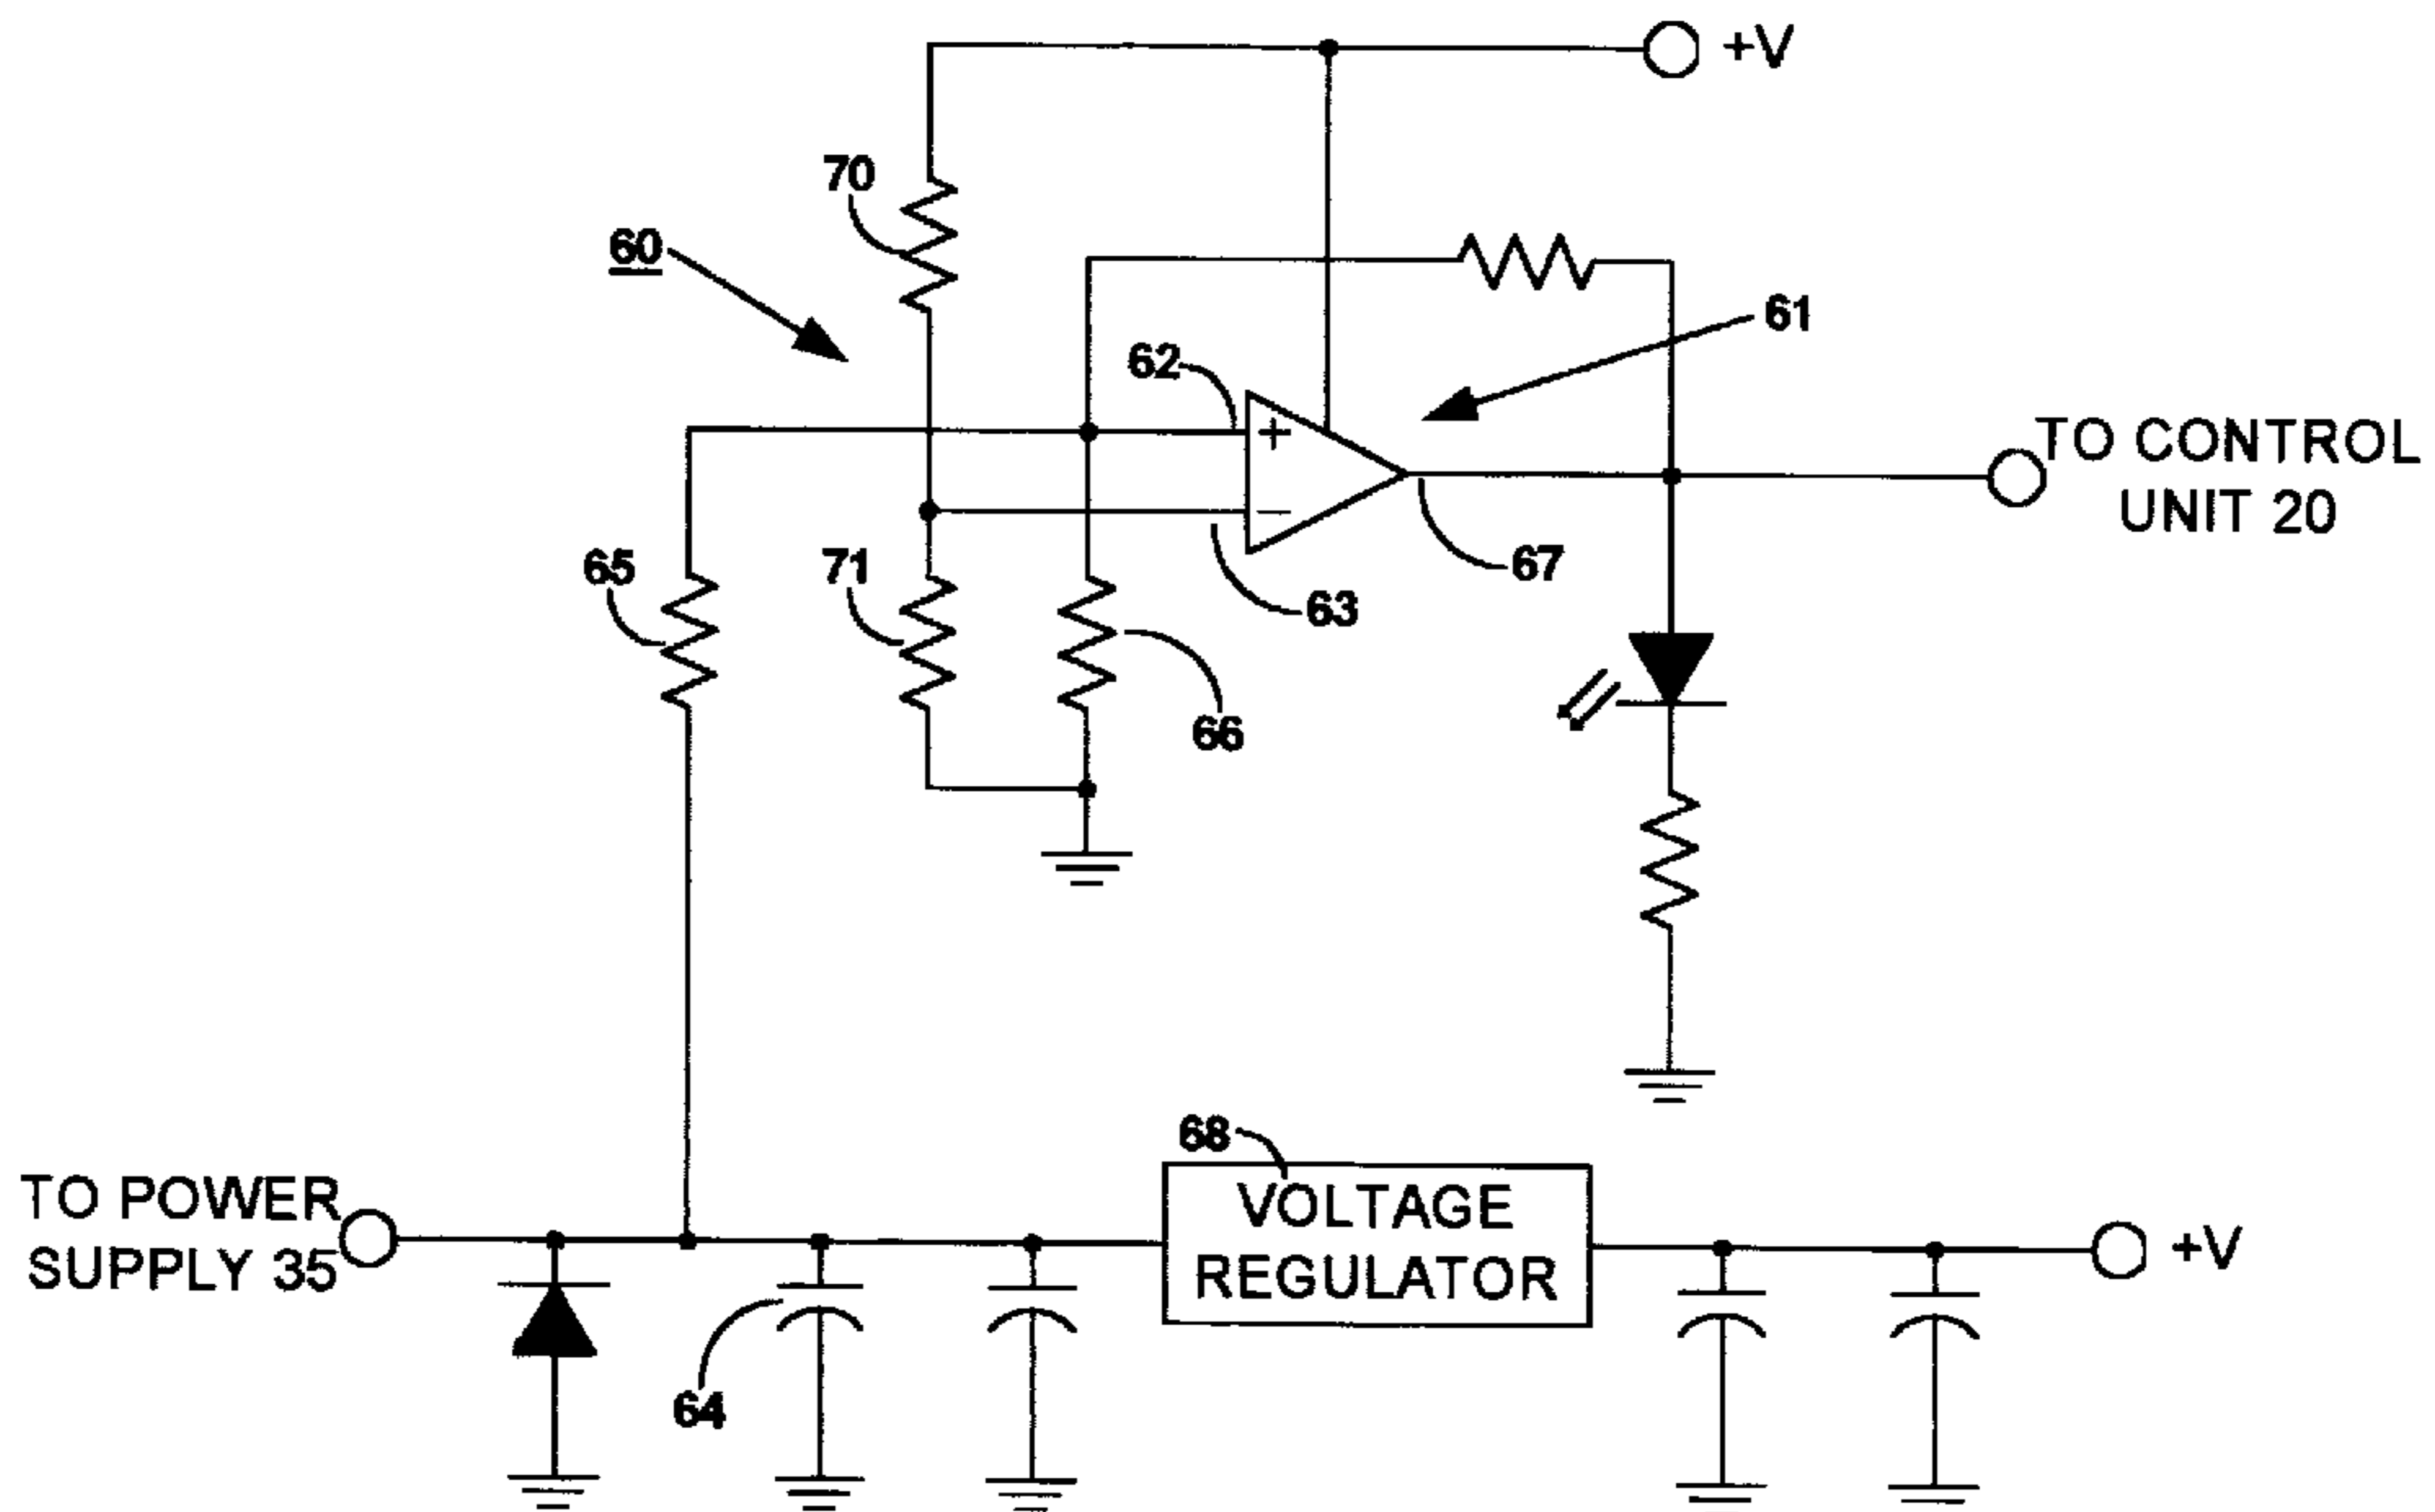 +V
70
60
61
62
+
TO CONTROL
UNIT 20
−
65
71
67
63
66
68
TO POWER
SUPPLY 35
VOLTAGE
REGULATOR
+V
64